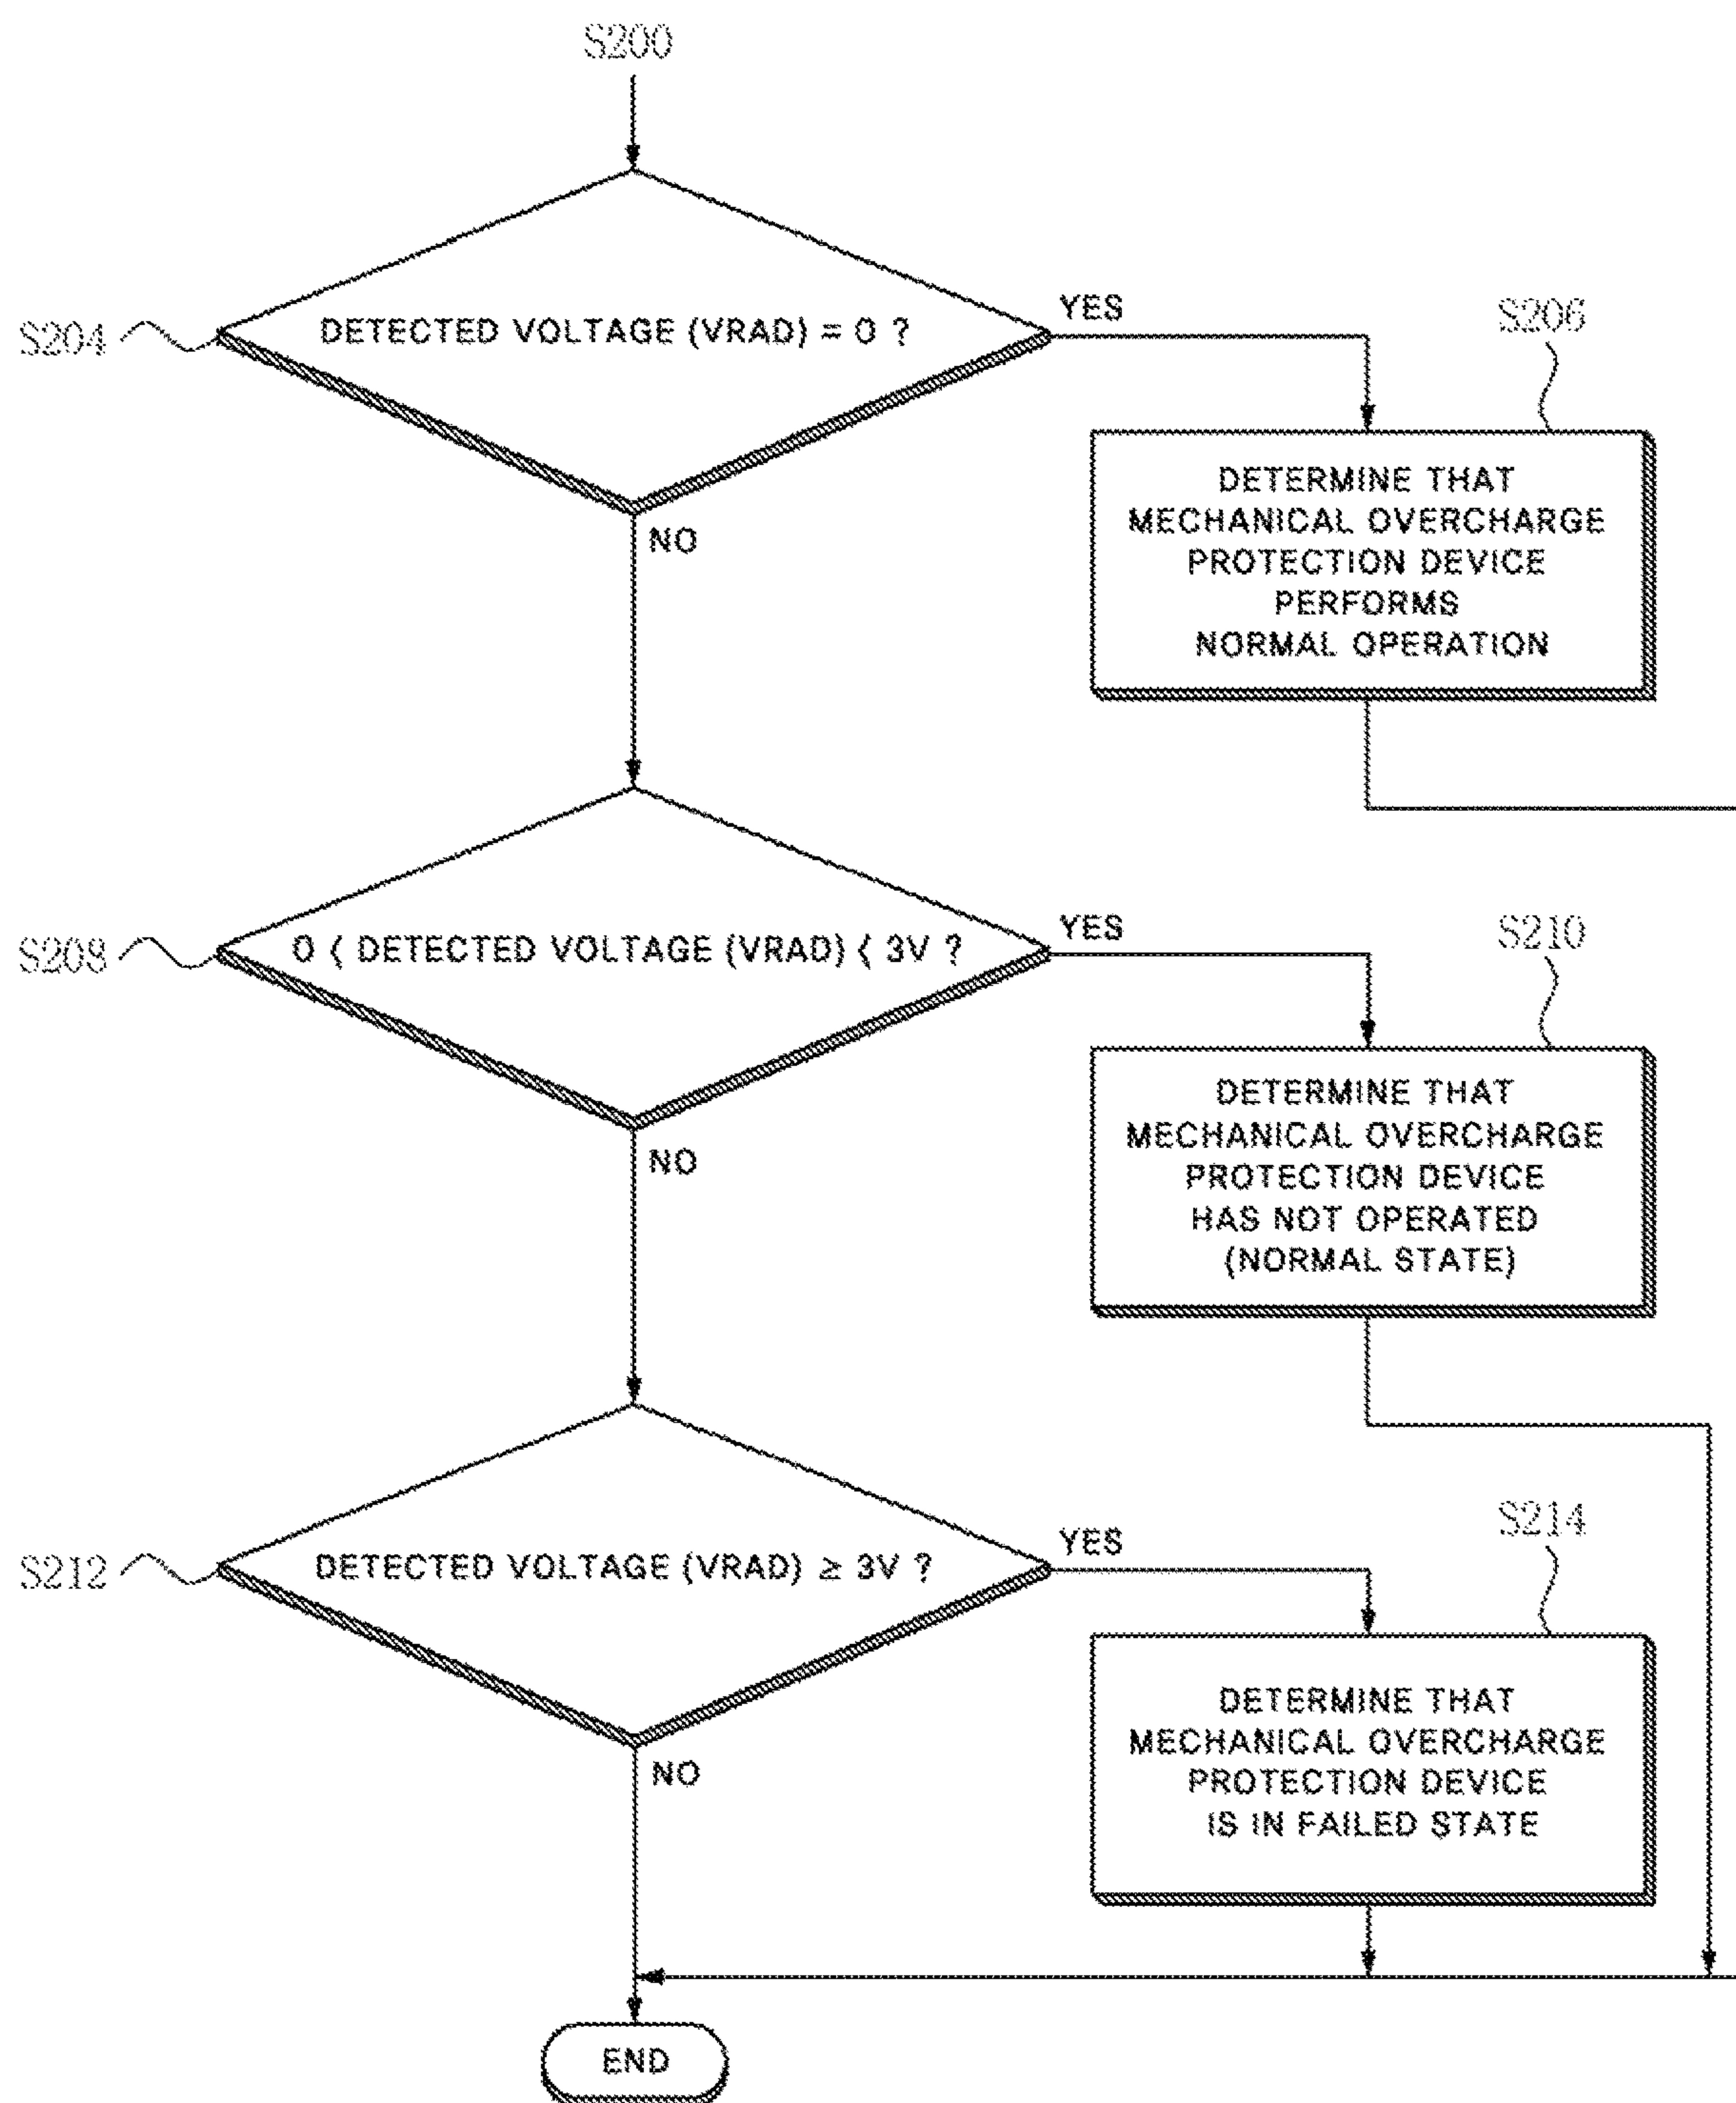 S200
S204
DETECTED VOLTAGE (VRAD) = 0 ?
YES
S206
DETERMINE THAT
MECHANICAL OVERCHARGE
PROTECTION DEVICE
PERFORMS
NORMAL OPERATION
NO
S208
0 < DETECTED VOLTAGE (VRAD) < 3V ?
YES
S210
DETERMINE THAT
MECHANICAL OVERCHARGE
PROTECTION DEVICE
HAS NOT OPERATED
(NORMAL STATE)
NO
S212
DETECTED VOLTAGE (VRAD) ≥ 3V ?
YES
S214
DETERMINE THAT
MECHANICAL OVERCHARGE
PROTECTION DEVICE
IS IN FAILED STATE
NO
END